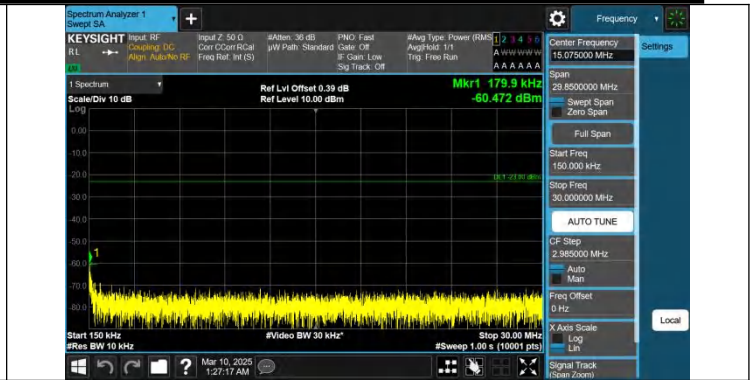 Spectrum Analyzer 1
Swept SA
Frequency
KEYSIGHT
RL
Input: RF
Coupling: DC
Align: Auto/No RF
Input Z: 50 Ω
Corr CCorr RCal
Freq Ref: Int (S)
#Atten: 36 dB
µW Path: Standard
PNO: Fast
Gate: Off
IF Gain: Low
Sig Track: Off
#Avg Type: Power (RMS
Avg|Hold: 1/1
Trig: Free Run
1 2 3 4 5 6
A W W W W W
A A A A A A
Center Frequency
15.075000 MHz
Settings
Span
29.8500000 MHz
Swept Span
Zero Span
Full Span
Start Freq
150.000 kHz
Stop Freq
30.000000 MHz
AUTO TUNE
CF Step
2.985000 MHz
Auto
Man
Freq Offset
0 Hz
X Axis Scale
Log
Lin
Signal Track
(Span Zoom)
Local
1 Spectrum
Scale/Div 10 dB
Log
Ref Lvl Offset 0.39 dB
Ref Level 10.00 dBm
Mkr1 179.9 kHz
-60.472 dBm
0.00
-10.0
-20.0
DL1 -23.00 dBm
-30.0
-40.0
-50.0
1
-60.0
-70.0
-80.0
Start 150 kHz
#Res BW 10 kHz
#Video BW 30 kHz*
Stop 30.00 MHz
#Sweep 1.00 s (10001 pts)
?
Mar 10, 2025
1:27:17 AM